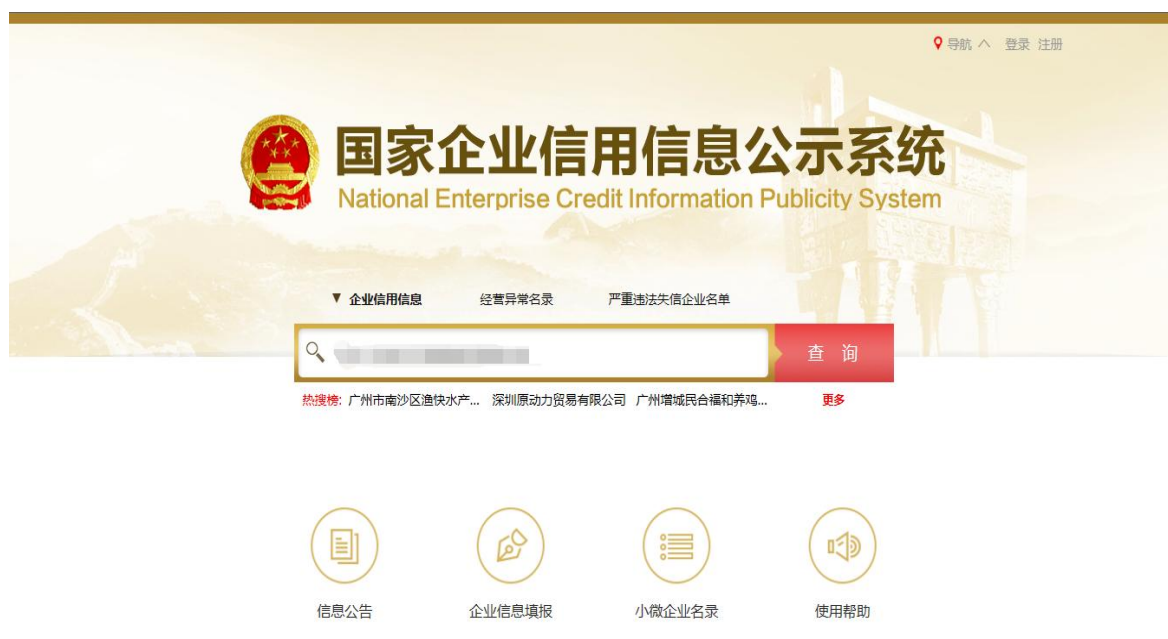 导航 登录 注册
国家企业信用信息公示系统
National Enterprise Credit Information Publicity System
企业信用信息 经营异常名录 严重违法失信企业名单
查 询
热搜榜: 广州市南沙区渔快水产... 深圳原动力贸易有限公司 广州增城民合福和养鸡... 更多
信息公告 企业信息填报 小微企业名录 使用帮助